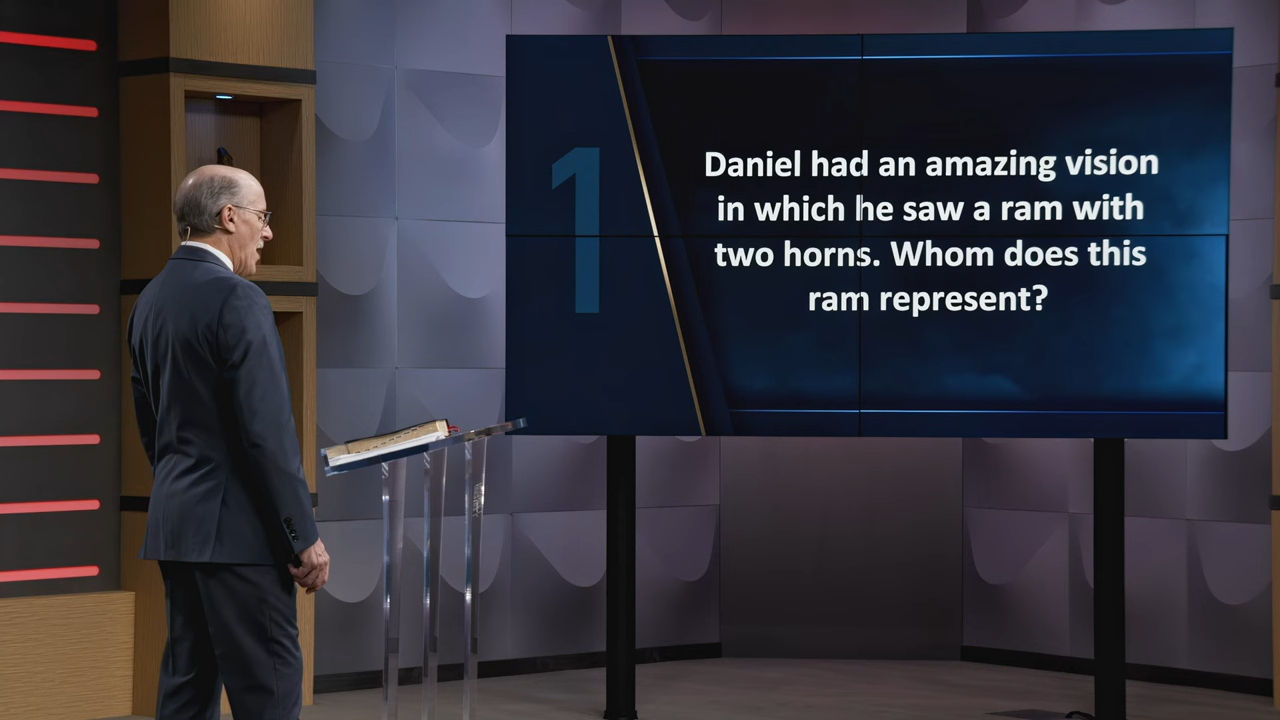 1
Daniel had an amazing vision
in which he saw a ram with
two horns. Whom does this
ram represent?